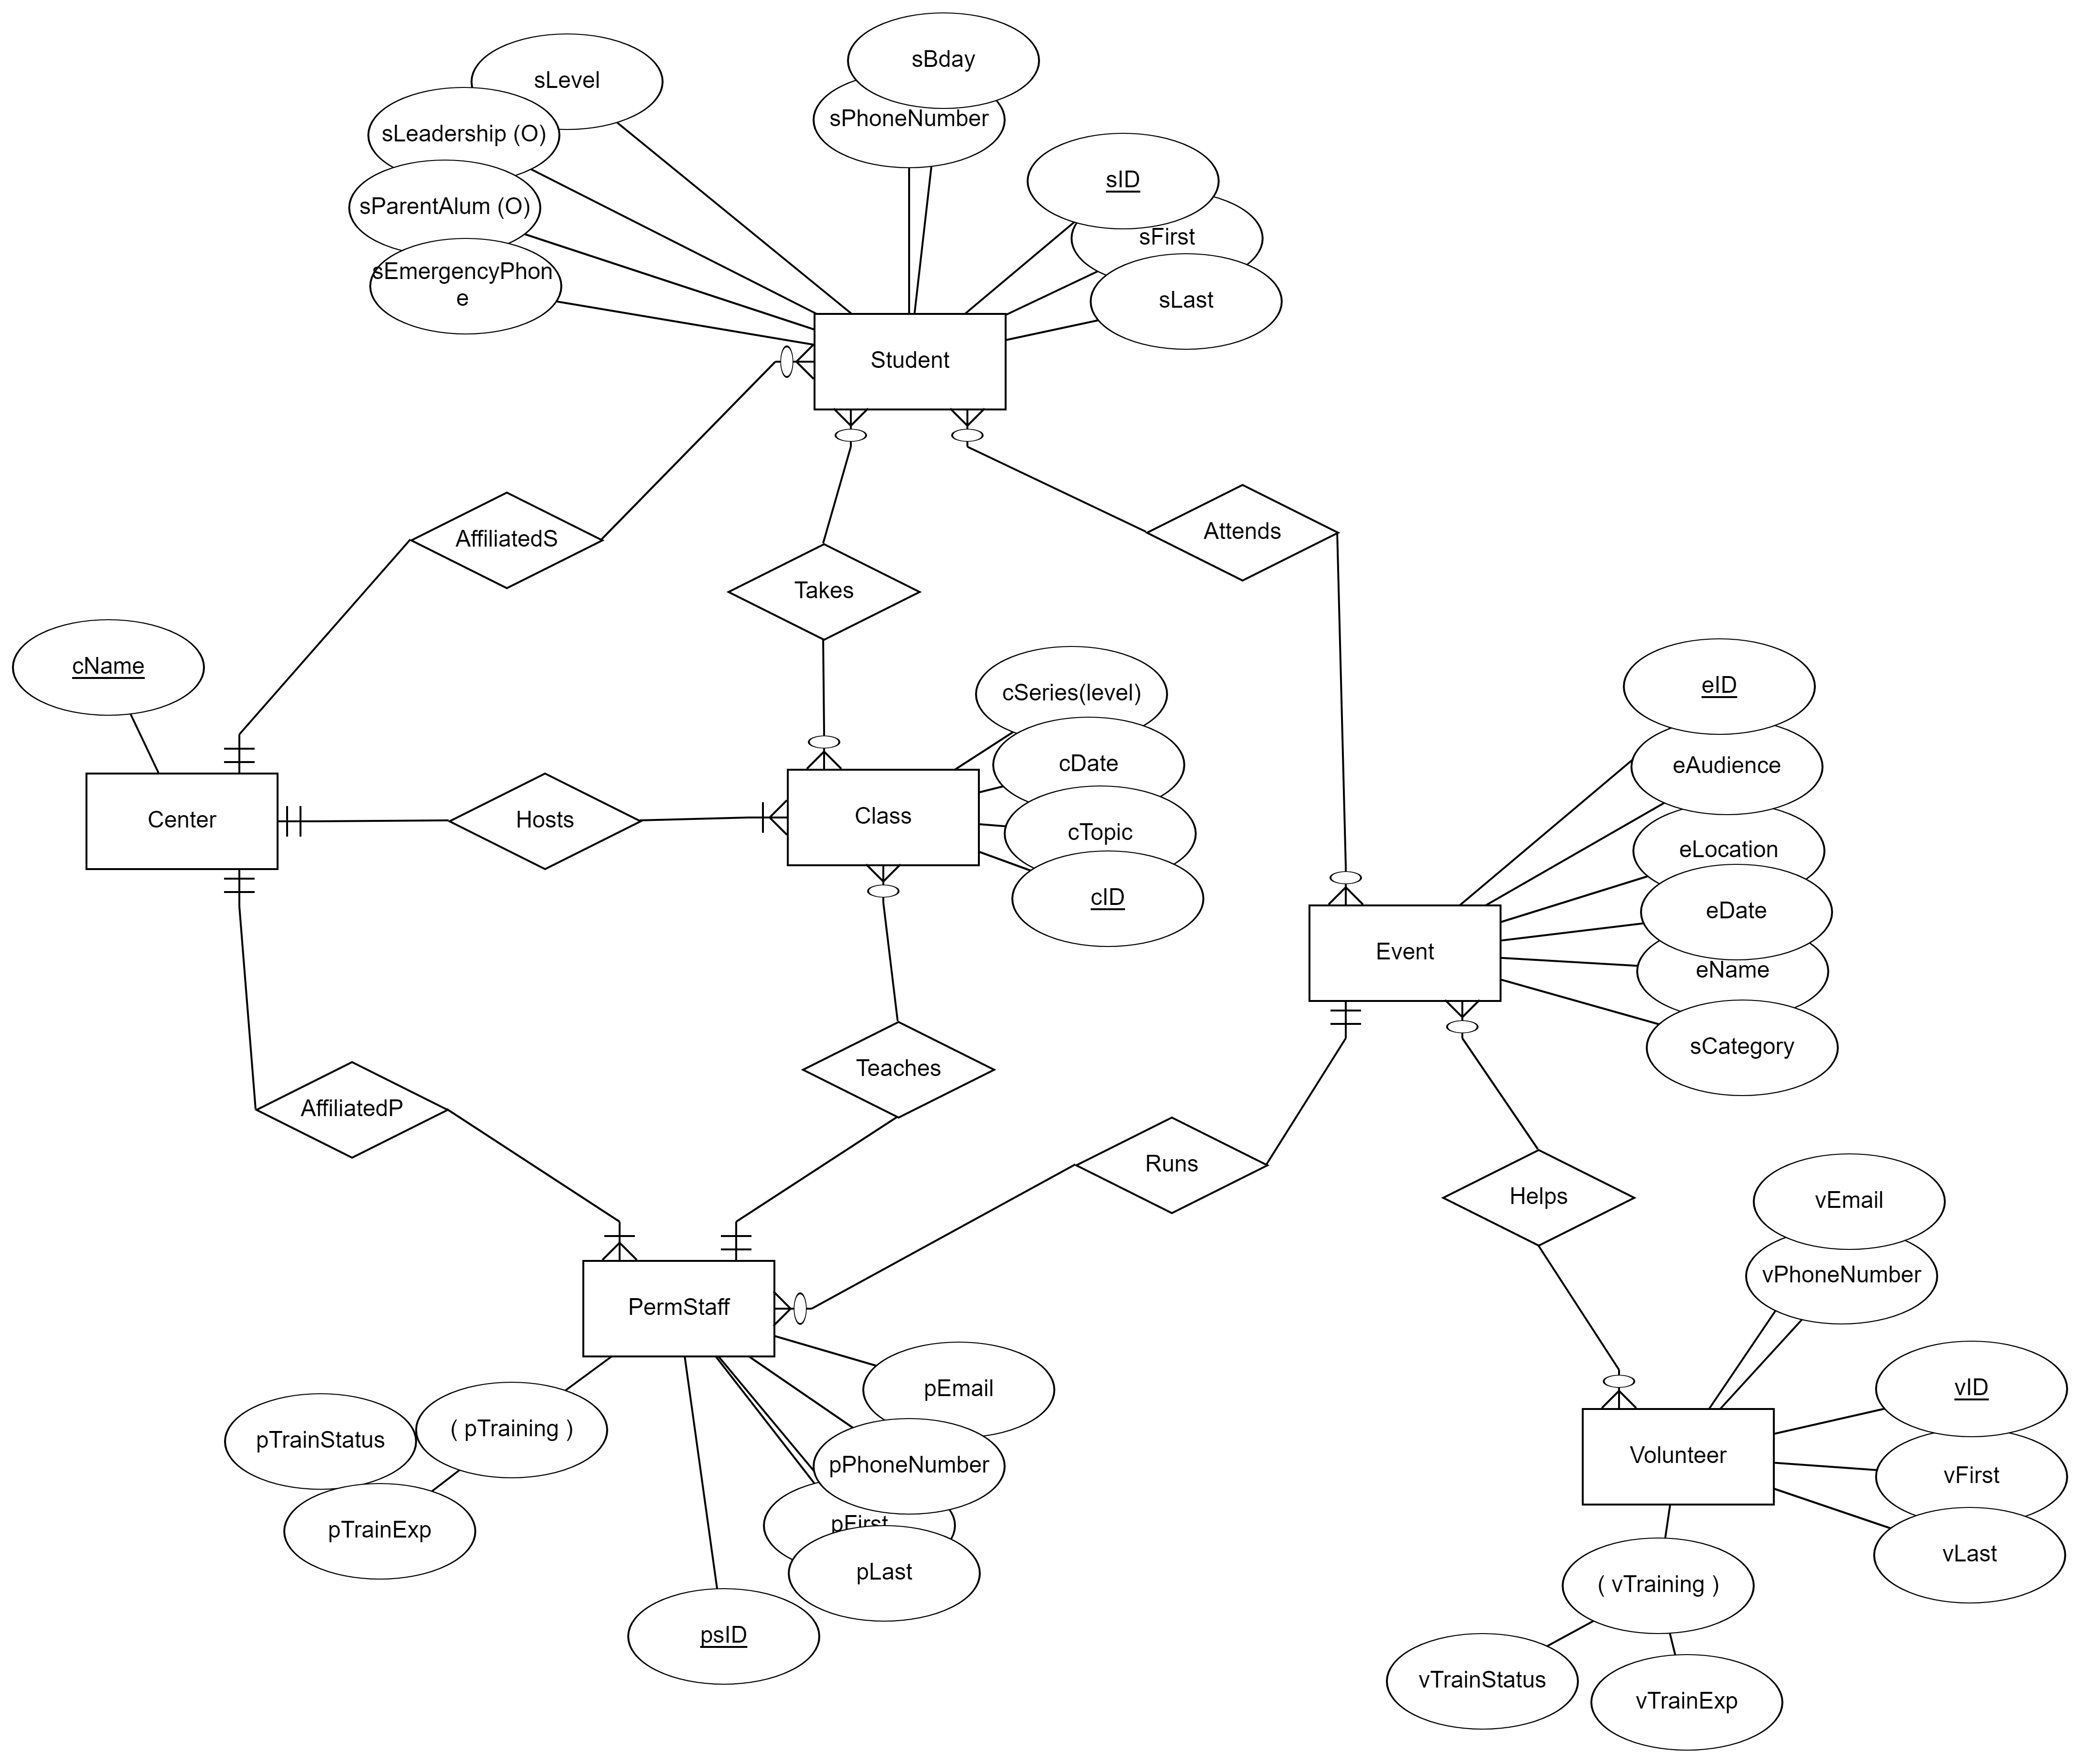 sBday
sLevel
sPhoneNumber
sLeadership (O)
sID
sParentAlum (O)
sFirst
sEmergencyPhon
e
sLast
Student
Attends
AffiliatedS
Takes
cName
cSeries(level)
eID
cDate
eAudience
Center
Hosts
Class
cTopic
eLocation
cID
eDate
Event
eName
sCategory
Teaches
AffiliatedP
Runs
Helps
vEmail
vPhoneNumber
PermStaff
pEmail
vID
( pTraining )
pTrainStatus
Volunteer
pPhoneNumber
vFirst
pTrainExp
pFirst
vLast
pLast
( vTraining )
psID
vTrainStatus
vTrainExp